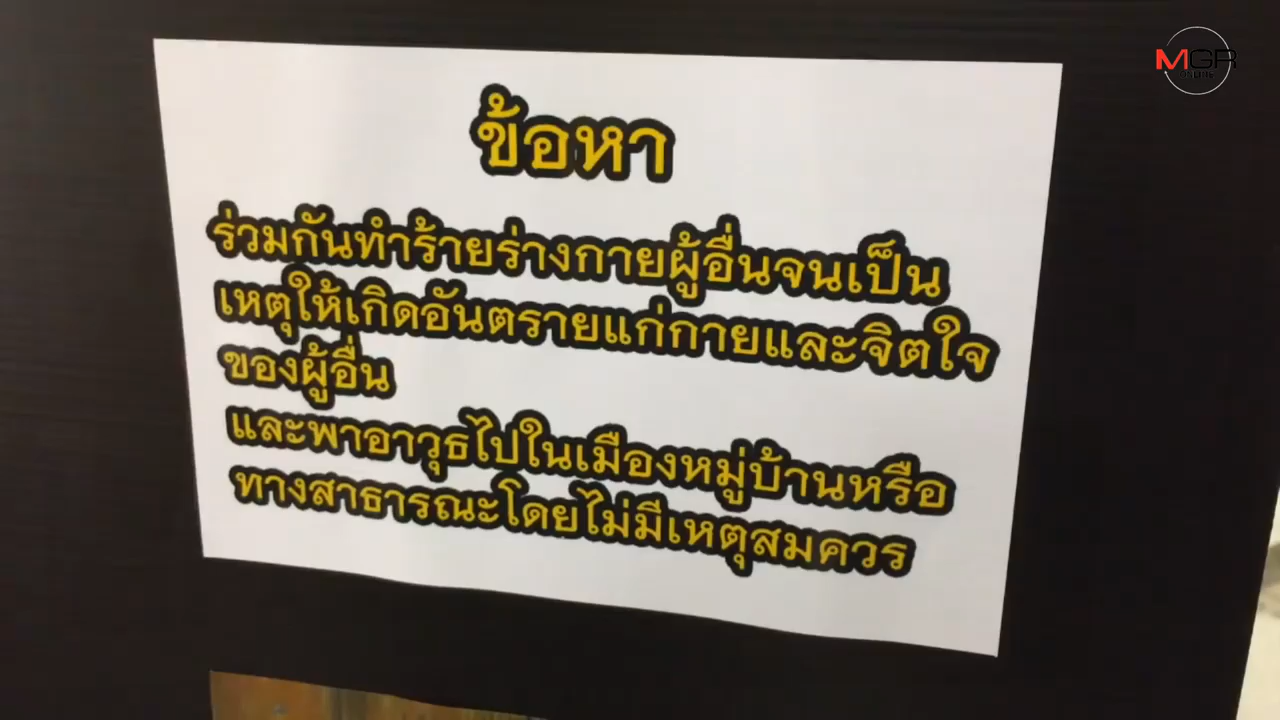 MGR
ONLINE
ข้อหา
ร่วมกันทำร้ายร่างกายผู้อื่นจนเป็น
เหตุให้เกิดอันตรายแก่กายและจิตใจ
ของผู้อื่น
และพาอาวุธไปในเมืองหมู่บ้านหรือ
ทางสาธารณะโดยไม่มีเหตุสมควร